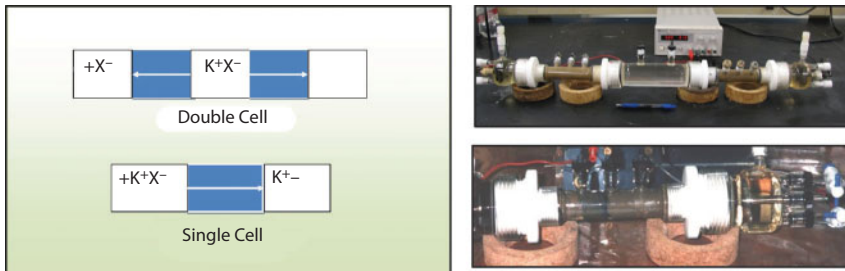 +X⁻ K⁺X⁻
Double Cell
+K⁺X⁻ K⁺−
Single Cell